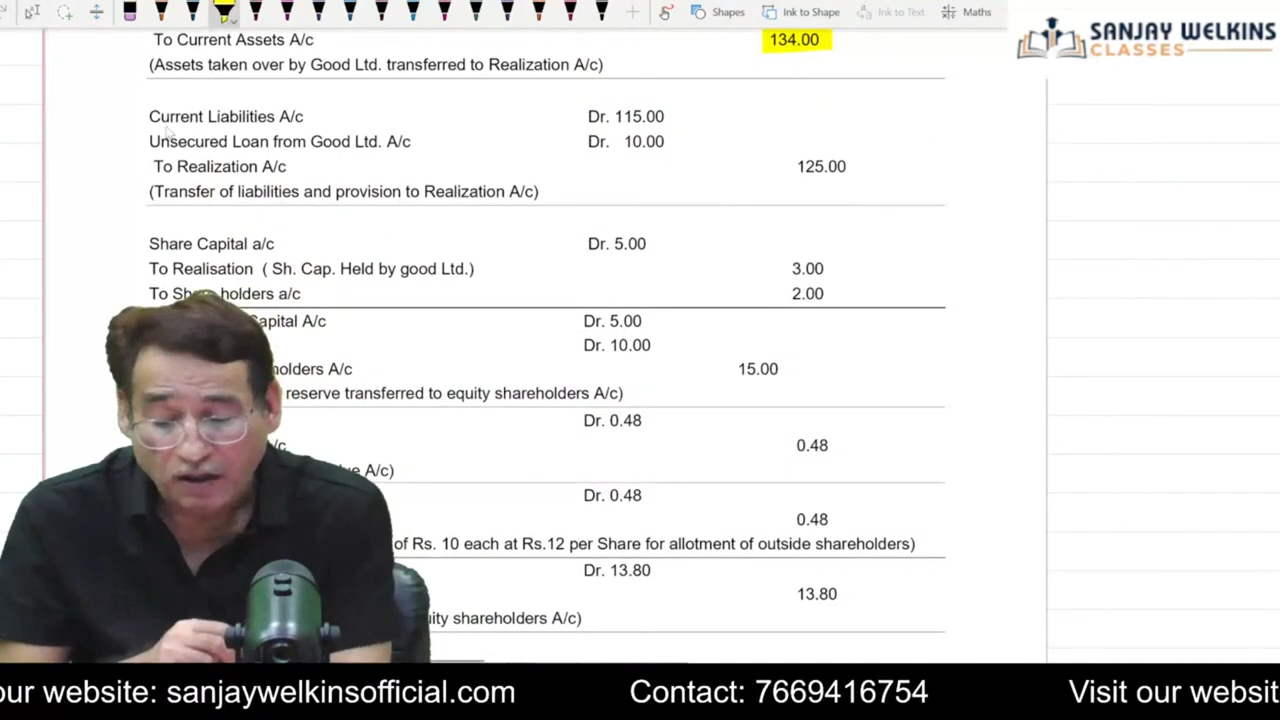 Shapes Ink to Shape Ink to Text Maths
SANJAY WELKINS
CLASSES
To Current Assets A/c 134.00
(Assets taken over by Good Ltd. transferred to Realization A/c)
Current Liabilities A/c Dr. 115.00
Unsecured Loan from Good Ltd. A/c Dr. 10.00
To Realization A/c 125.00
(Transfer of liabilities and provision to Realization A/c)
Share Capital a/c Dr. 5.00
To Realisation ( Sh. Cap. Held by good Ltd.) 3.00
To holders a/c 2.00
A/c Dr. 5.00
Dr. 10.00
A/c 15.00
reserve transferred to equity shareholders A/c)
Dr. 0.48
0.48
A/c)
Dr. 0.48
0.48
of Rs. 10 each at Rs.12 per Share for allotment of outside shareholders)
Dr. 13.80
13.80
shareholders A/c)
our website: sanjaywelkinsofficial.com Contact: 7669416754 Visit our websit